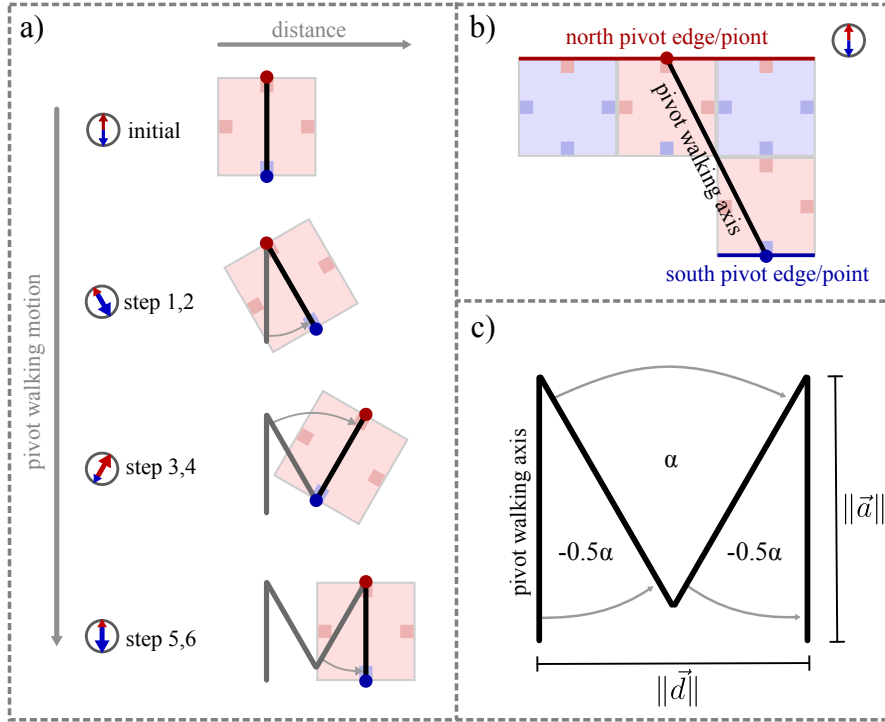 a)
distance
initial
step 1,2
step 3,4
step 5,6
pivot walking motion
b)
north pivot edge/piont
pivot walking axis
south pivot edge/point
c)
pivot walking axis
α
-0.5α
-0.5α
||a⃗||
||d⃗||